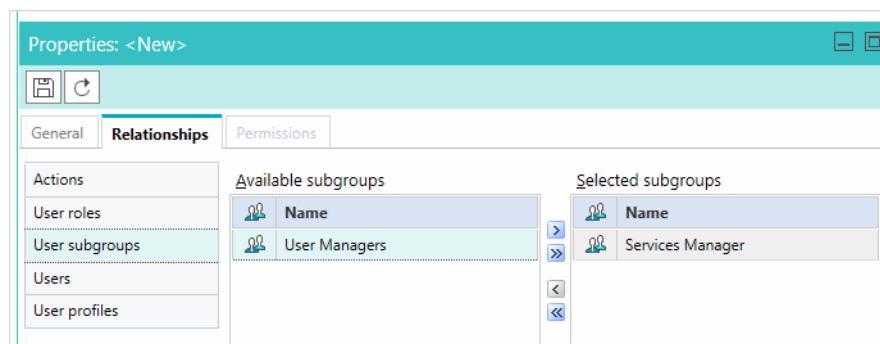 Properties: <New>
General Relationships Permissions
Actions
User roles
User subgroups
Users
User profiles
Available subgroups
Name
User Managers
Selected subgroups
Name
Services Manager